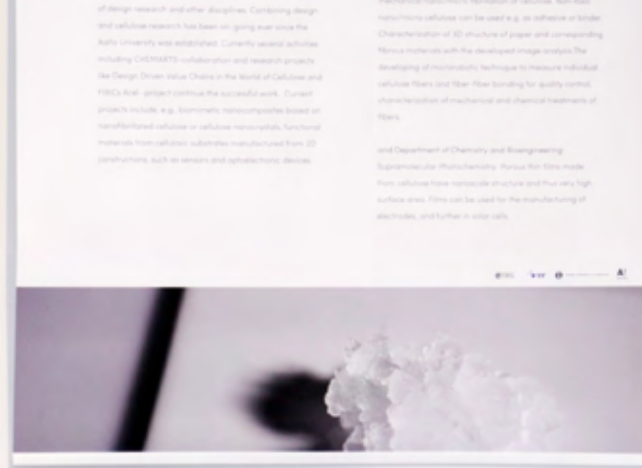 of design research and other disciplines. Combining design
and cellulose research has been on-going ever since the
Aalto University was established. Currently several activities
including CHEMARTS-collaboration and research projects
like Design Driven Value Chains in the World of Cellulose and
project continue the successful work. Current
projects include, e.g., biomimetic nanocomposites based on
nanofibrillated cellulose or cellulose nanocrystals, functional
materials from cellulosic substrates manufactured from 3D
constructions, such as sensors and optoelectronic devices.
of cellulose. Non-toxic
nano/micro cellulose can be used e.g. as adhesive or binder.
Characterisation of 3D structure of paper and corresponding
fibrous materials with the developed image analysis. The
developing of microrobotic technique to measure individual
cellulose fibers and fiber-fiber bonding for quality control,
characterization of mechanical and chemical treatments of
fibers.
and Department of Chemistry and Bioengineering:
Supramolecular Photochemistry: Porous thin films made
from cellulose have nanoscale structure and thus very high
surface area. Films can be used for the manufacturing of
electrodes, and further in solar cells.